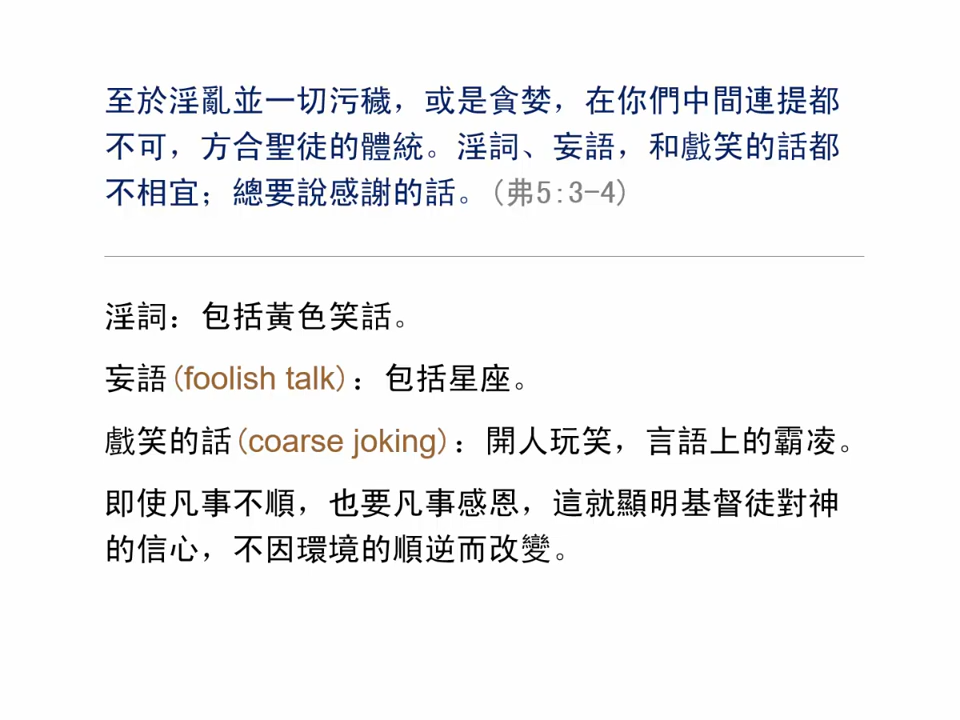 至於淫亂並一切污穢，或是貪婪，在你們中間連提都
不可，方合聖徒的體統。淫詞、妄語，和戲笑的話都
不相宜；總要說感謝的話。(弗5:3-4)
淫詞：包括黃色笑話。
妄語(foolish talk)：包括星座。
戲笑的話(coarse joking)：開人玩笑，言語上的霸凌。
即使凡事不順，也要凡事感恩，這就顯明基督徒對神
的信心，不因環境的順逆而改變。